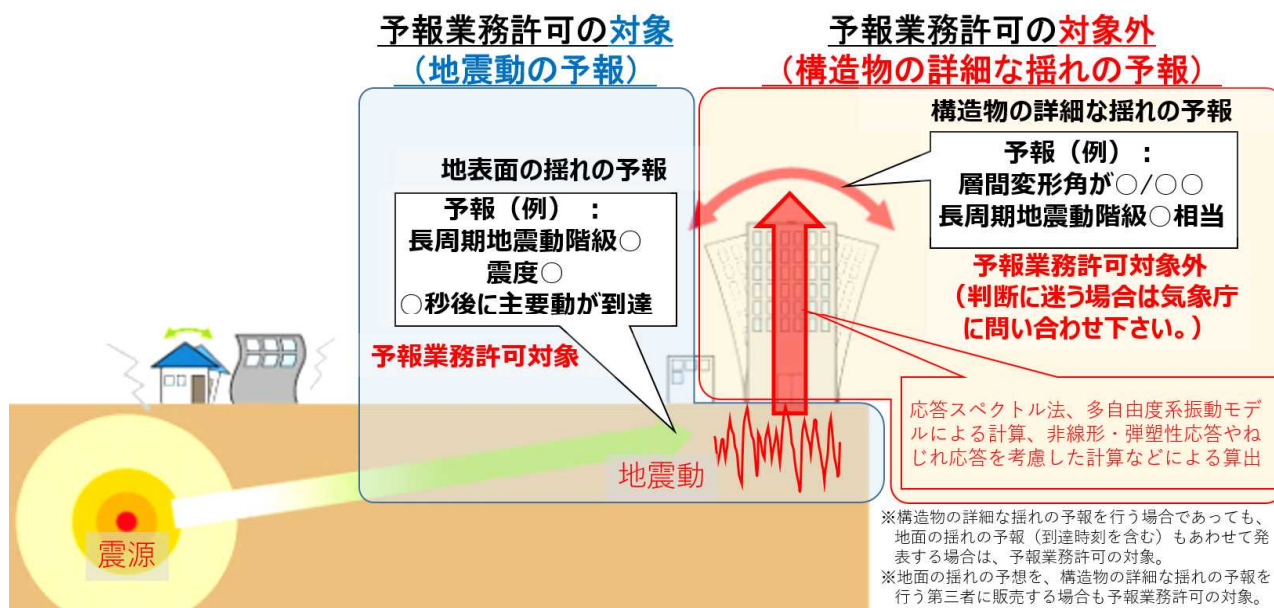 予報業務許可の対象
（地震動の予報）
地表面の揺れの予報
予報（例）：
長周期地震動階級○
震度○
○秒後に主要動が到達
予報業務許可対象
地震動
震源
予報業務許可の対象外
（構造物の詳細な揺れの予報）
構造物の詳細な揺れの予報
予報（例）：
層間変形角が○/○○
長周期地震動階級○相当
予報業務許可対象外
（判断に迷う場合は気象庁
に問い合わせ下さい。）
応答スペクトル法、多自由度系振動モデ
ルによる計算、非線形・弾塑性応答やね
じれ応答を考慮した計算などによる算出
※構造物の詳細な揺れの予報を行う場合であっても、
地面の揺れの予報（到達時刻を含む）もあわせて発
表する場合は、予報業務許可の対象。
※地面の揺れの予想を、構造物の詳細な揺れの予報を
行う第三者に販売する場合も予報業務許可の対象。